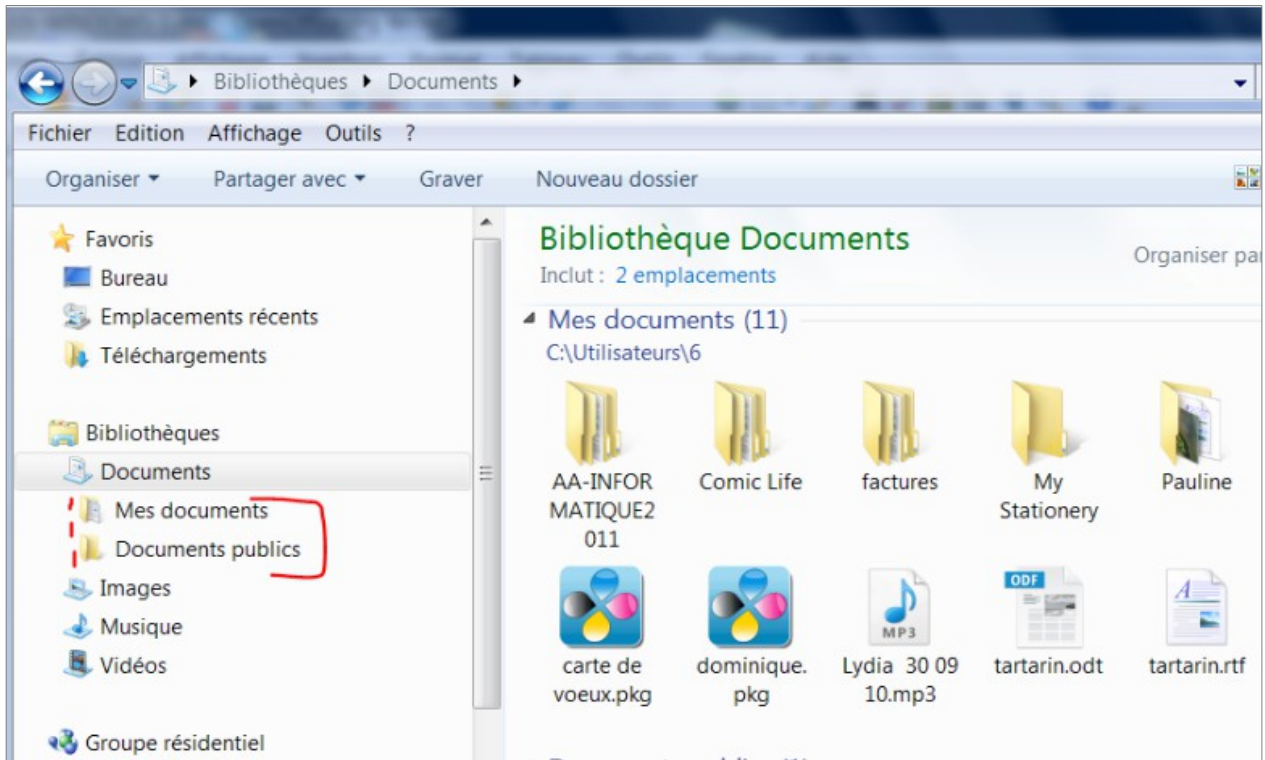 Bibliothèques Documents
Fichier Edition Affichage Outils ?
Organiser Partager avec Graver Nouveau dossier
Favoris
Bureau
Emplacements récents
Téléchargements
Bibliothèques
Documents
Mes documents
Documents publics
Images
Musique
Vidéos
Groupe résidentiel
Bibliothèque Documents
Inclut : 2 emplacements
Organiser par
Mes documents (11)
C:\Utilisateurs\6
AA-INFOR
MATIQUE2
011
Comic Life
factures
My
Stationery
Pauline
carte de
voeux.pkg
dominique.
pkg
MP3
Lydia 30 09
10.mp3
ODF
tartarin.odt
A
tartarin.rtf